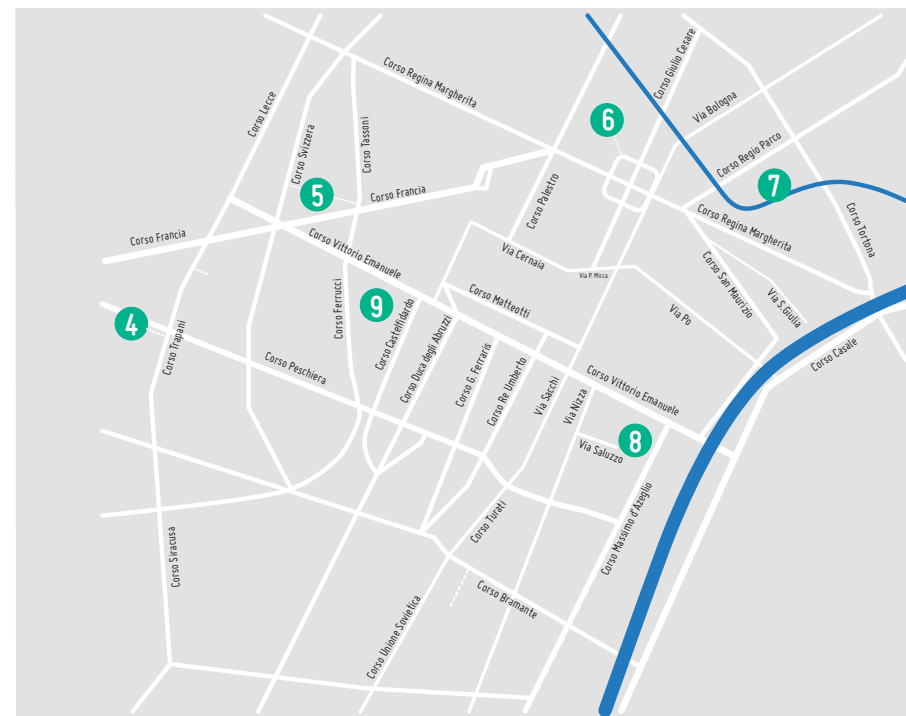 Corso Giulio Cesare
Corso Regina Margherita
Corso Lecce
Via Bologna
6
Corso Svizzera
Corso Tassoni
Corso Regio Parco
7
5
Corso Francia
Corso Palestro
Corso Regina Margherita
Corso Tortona
Corso Francia
Corso Vittorio Emanuele
Via Cernaia
Via P. Micca
Corso San Maurizio
Via S.Giulia
Corso Ferrucci
9
Corso Matteotti
Via Po
4
Corso Trapani
Corso Castelfidardo
Corso Duca degli Abruzzi
Corso G. Ferraris
Corso Re Umberto
Via Sacchi
Via Nizza
Corso Vittorio Emanuele
Corso Casale
Corso Peschiera
8
Via Saluzzo
Corso Massimo d'Azeglio
Corso Turati
Corso Siracusa
Corso Unione Sovietica
Corso Bramante